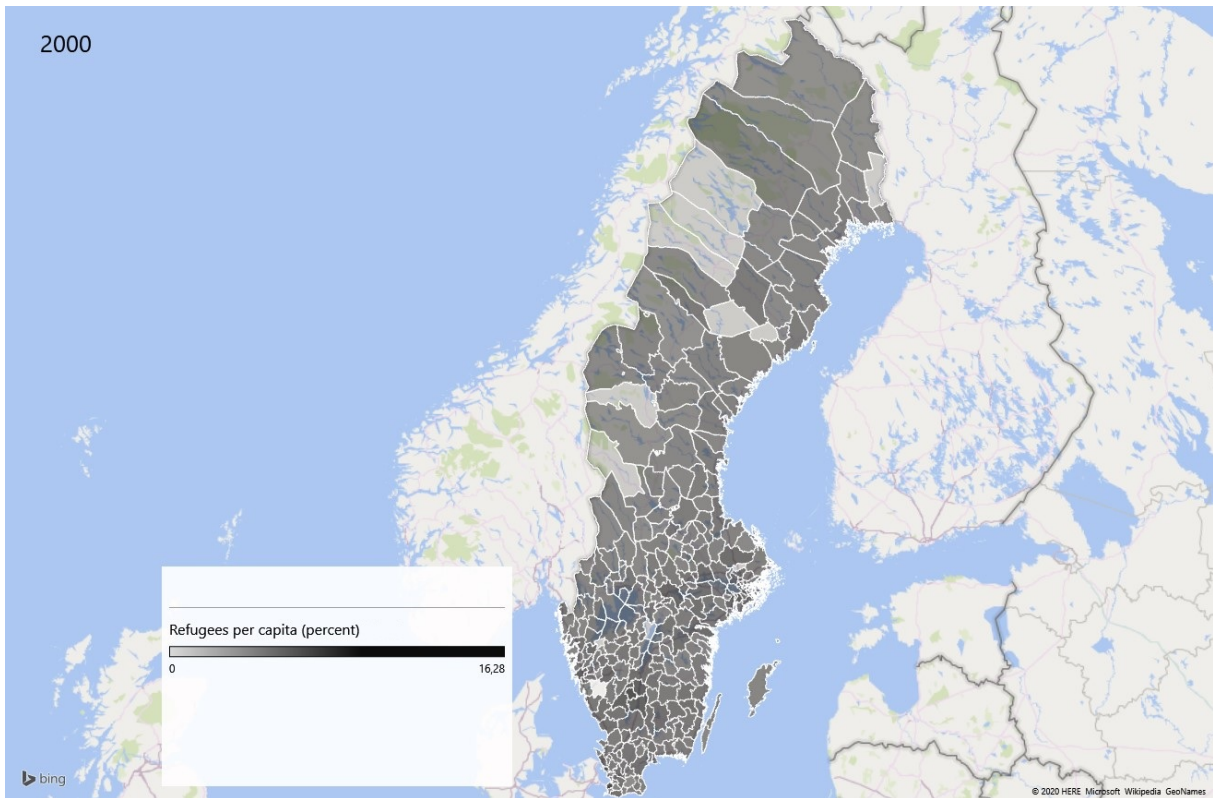 2000
Refugees per capita (percent)
0 16,28
bing
© 2020 HERE Microsoft Wikipedia GeoNames